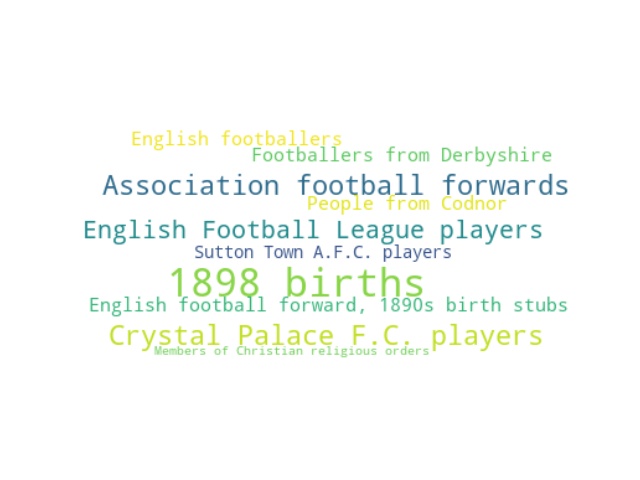 English footballers
Footballers from Derbyshire
Association football forwards
People from Codnor
English Football League players
Sutton Town A.F.C. players
1898 births
English football forward, 1890s birth stubs
Crystal Palace F.C. players
Members of Christian religious orders